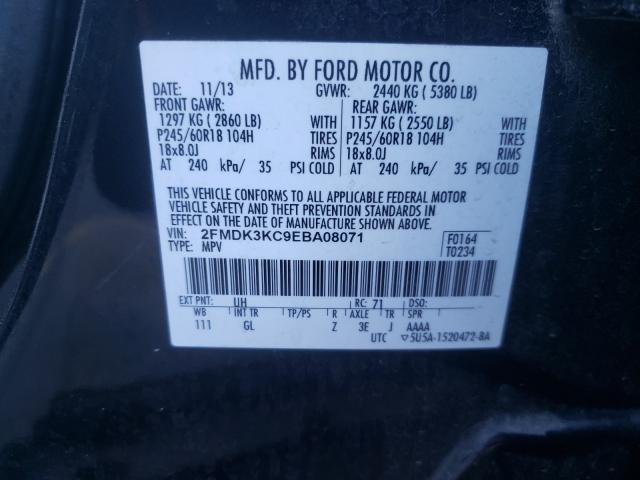 MFD. BY FORD MOTOR CO.
DATE: 11/13 GVWR: 2440 KG ( 5380 LB)
FRONT GAWR: REAR GAWR:
1297 KG ( 2860 LB) 1157 KG ( 2550 LB)
P245/60R18 104H TIRES P245/60R18 104H TIRES
18x8.0J RIMS 18x8.0J RIMS
AT 240 kPa/ 35 PSI COLD AT 240 kPa/ 35 PSI COLD
THIS VEHICLE CONFORMS TO ALL APPLICABLE FEDERAL MOTOR
VEHICLE SAFETY AND THEFT PREVENTION STANDARDS IN
EFFECT ON THE DATE OF MANUFACTURE SHOWN ABOVE.
VIN: 2FMDK3KC9EBA08071 F0164
TYPE: MPV T0234
EXT PNT: UH RC: 71 DSO:
WB INT TR TP/PS R AXLE TR SPR
111 GL Z 3E J AAAA
UTC ▽5U5A-1520472-BA